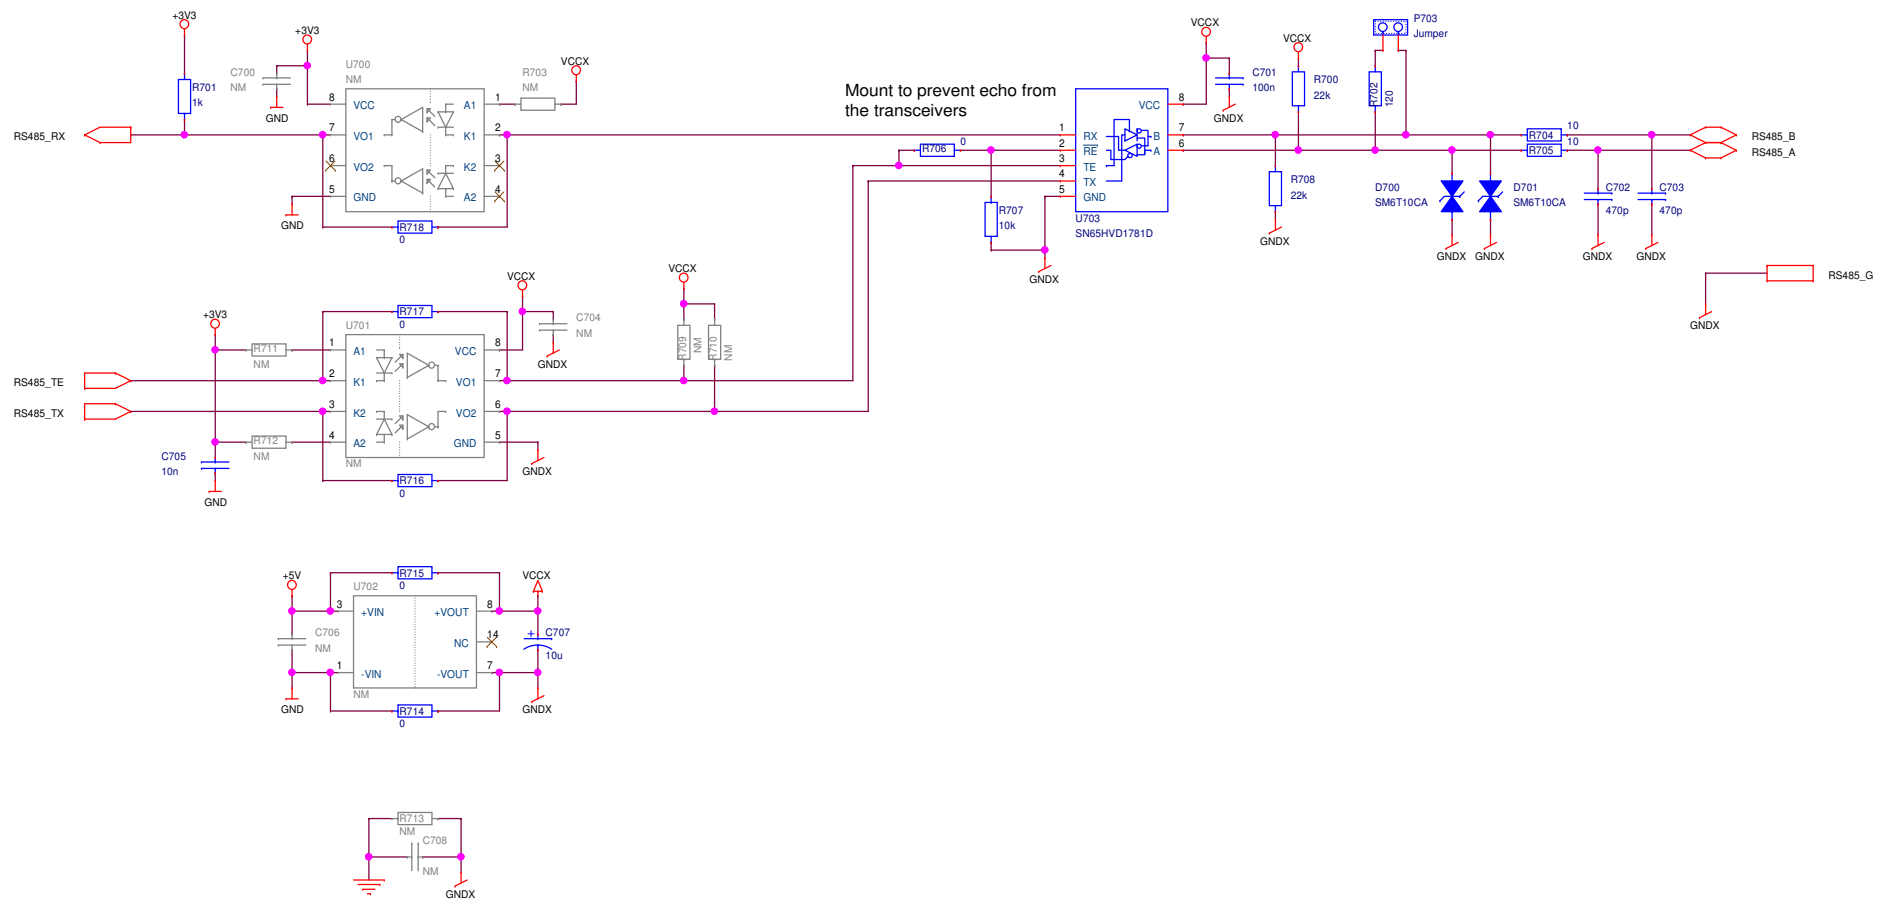 +3V3
R701
1k
RS485_RX
C700
NM
GND
+3V3
U700
NM
8
VCC
A1
1
7
VO1
K1
2
6
VO2
K2
3
5
GND
A2
4
GND
R718
0
R703
NM
VCCX
Mount to prevent echo from
the transceivers
R706
0
R707
10k
GNDX
1
RX
2
RE
3
TE
4
TX
5
GND
VCC
8
B
7
A
6
U703
SN65HVD1781D
VCCX
C701
100n
GNDX
VCCX
R700
22k
R708
22k
GNDX
P703
Jumper
R702
120
R704
10
R705
10
D700
SM6T10CA
D701
SM6T10CA
GNDX
GNDX
C702
470p
C703
470p
GNDX
GNDX
RS485_B
RS485_A
RS485_G
GNDX
+3V3
R711
NM
RS485_TE
RS485_TX
R712
NM
C705
10n
GND
R717
0
U701
1
A1
VCC
8
2
K1
VO1
7
3
K2
VO2
6
4
A2
GND
5
NM
R716
0
VCCX
C704
NM
GNDX
GNDX
VCCX
R709
NM
R710
NM
+5V
C706
NM
GND
R715
0
U702
3
+VIN
+VOUT
8
NC
14
1
-VIN
-VOUT
7
NM
R714
0
VCCX
+
C707
10u
GNDX
R713
NM
C708
NM
GNDX